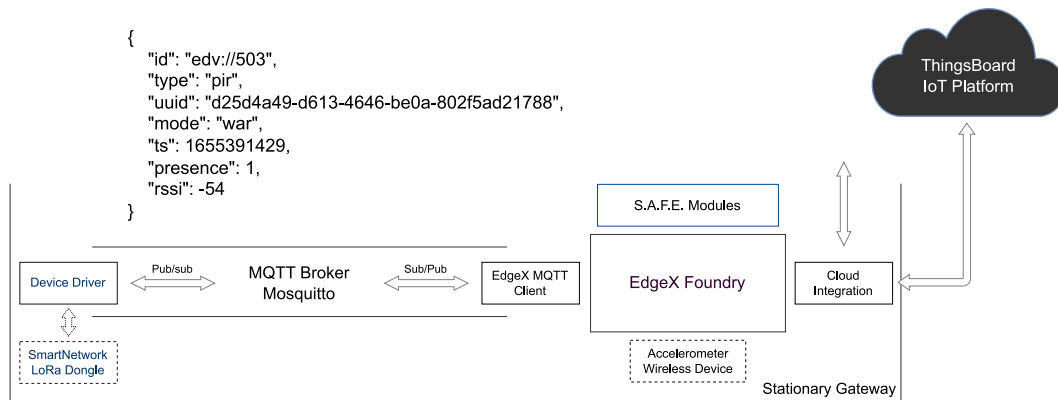 {
"id": "edv://503",
"type": "pir",
"uuid": "d25d4a49-d613-4646-be0a-802f5ad21788",
"mode": "war",
"ts": 1655391429,
"presence": 1,
"rssi": -54
}
ThingsBoard
IoT Platform
S.A.F.E. Modules
Device Driver
Pub/sub
MQTT Broker
Mosquitto
Sub/Pub
EdgeX MQTT
Client
EdgeX Foundry
Cloud
Integration
SmartNetwork
LoRa Dongle
Accelerometer
Wireless Device
Stationary Gateway